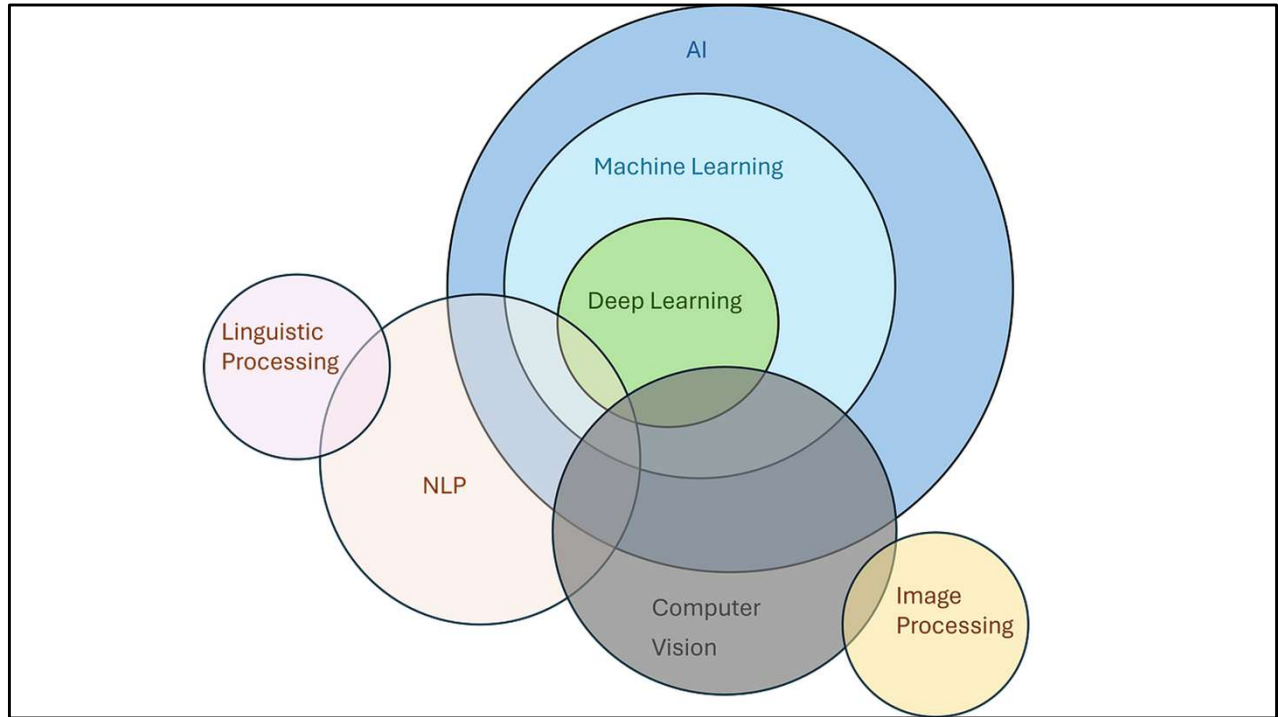 AI
Machine Learning
Deep Learning
Linguistic
Processing
NLP
Computer
Vision
Image
Processing